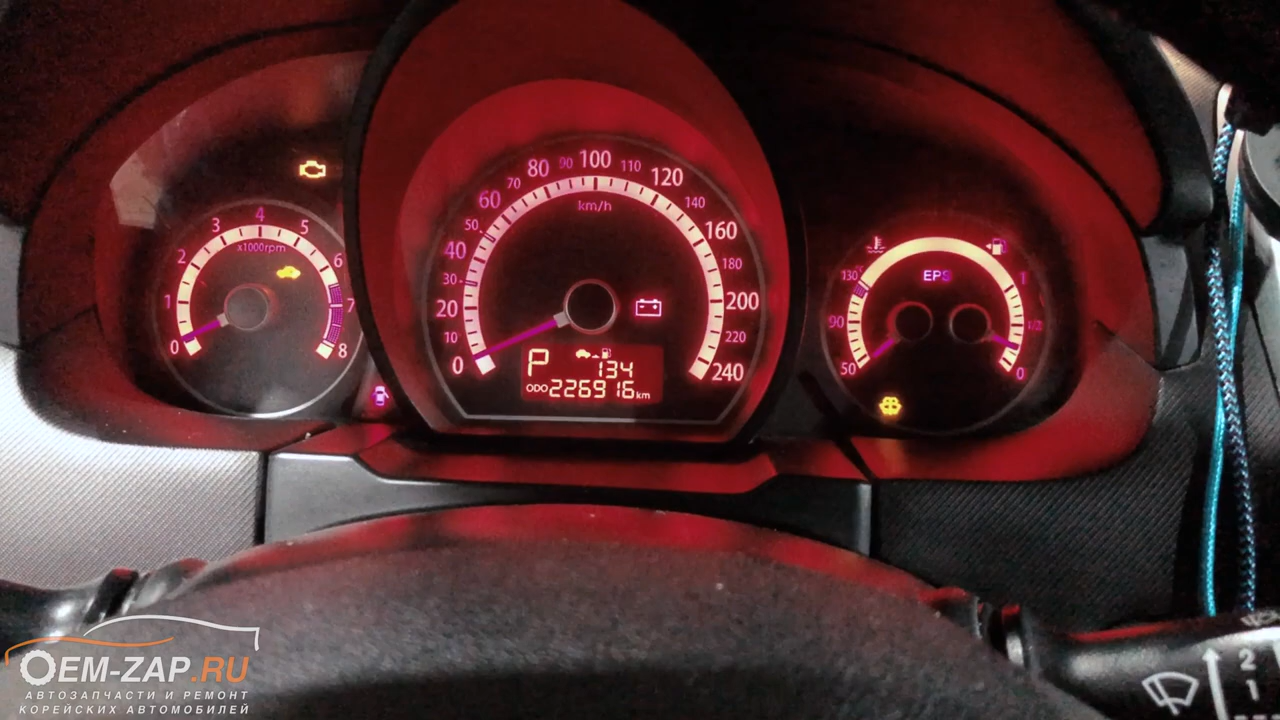 0 1 2 3 4 5 6 7 8
x1000rpm
0 10 20 30 40 50 60 70 80 90 100 110 120 140 160 180 200 220 240
km/h
P 134
ODO 226916 km
50 90 130
EPS
1 1/2 0
2
1
OEM-ZAP.RU
АВТОЗАПЧАСТИ И РЕМОНТ
КОРЕЙСКИХ АВТОМОБИЛЕЙ